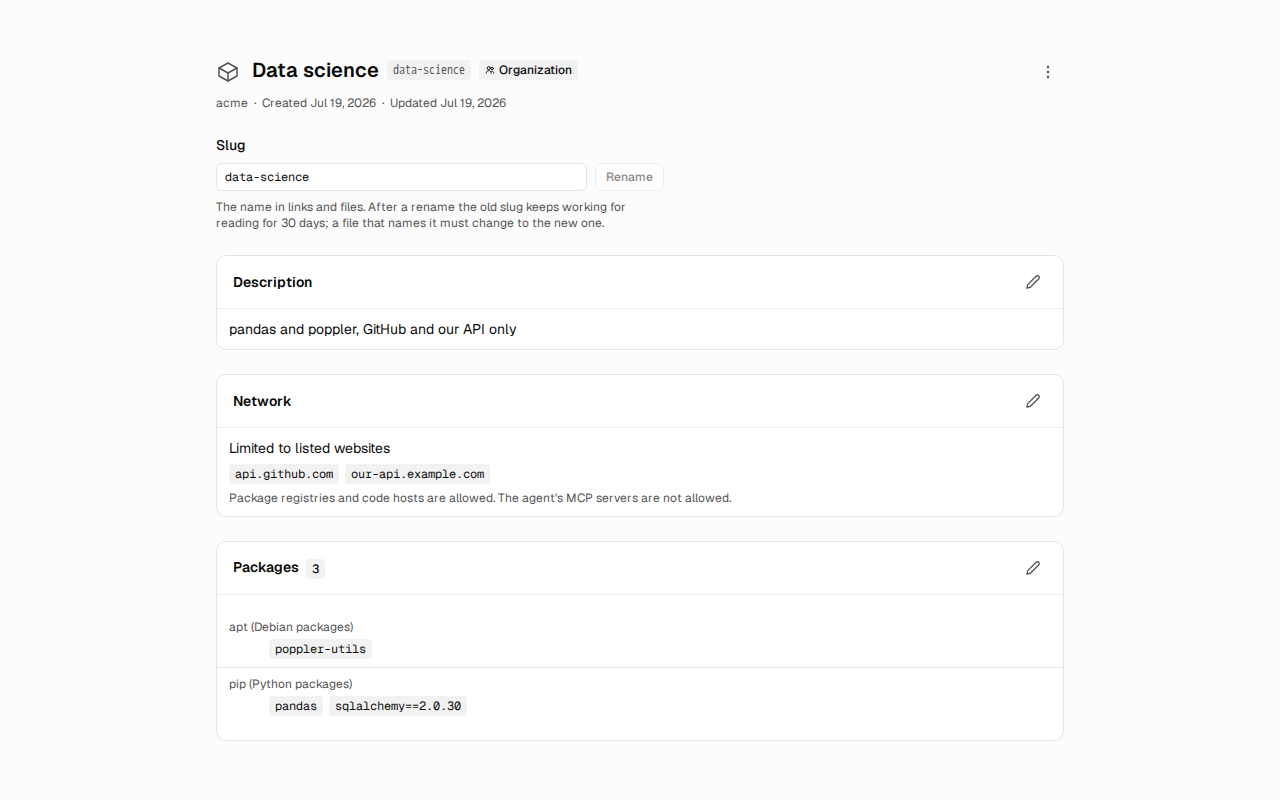 Data science data-science Organization
acme · Created Jul 19, 2026 · Updated Jul 19, 2026
Slug
data-science Rename
The name in links and files. After a rename the old slug keeps working for
reading for 30 days; a file that names it must change to the new one.
Description
pandas and poppler, GitHub and our API only
Network
Limited to listed websites
api.github.com our-api.example.com
Package registries and code hosts are allowed. The agent's MCP servers are not allowed.
Packages 3
apt (Debian packages)
poppler-utils
pip (Python packages)
pandas sqlalchemy==2.0.30